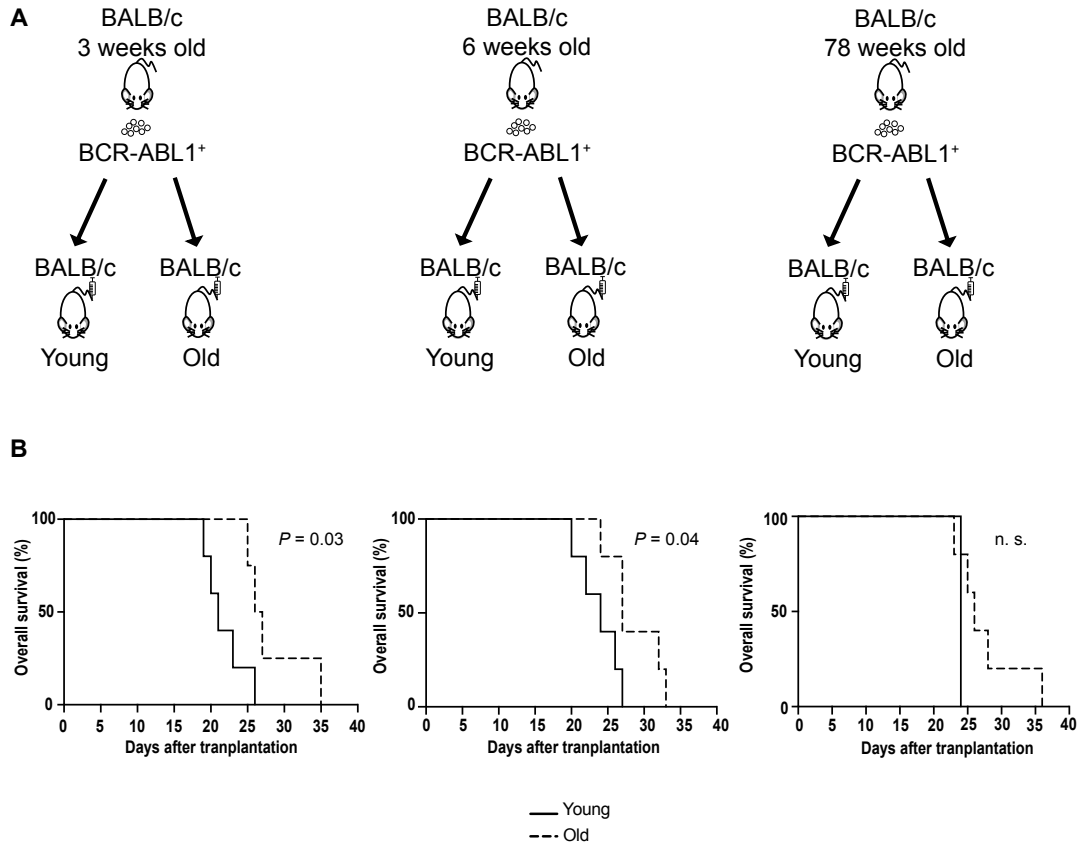 A
BALB/c
3 weeks old
BCR-ABL1⁺
BALB/c
Young
BALB/c
Old
BALB/c
6 weeks old
BCR-ABL1⁺
BALB/c
Young
BALB/c
Old
BALB/c
78 weeks old
BCR-ABL1⁺
BALB/c
Young
BALB/c
Old
B
Overall survival (%)
100
50
0
P = 0.03
0 5 10 15 20 25 30 35 40
Days after tranplantation
Overall survival (%)
100
50
0
P = 0.04
0 5 10 15 20 25 30 35 40
Days after tranplantation
Overall survival (%)
100
50
0
n. s.
0 5 10 15 20 25 30 35 40
Days after tranplantation
Young
Old